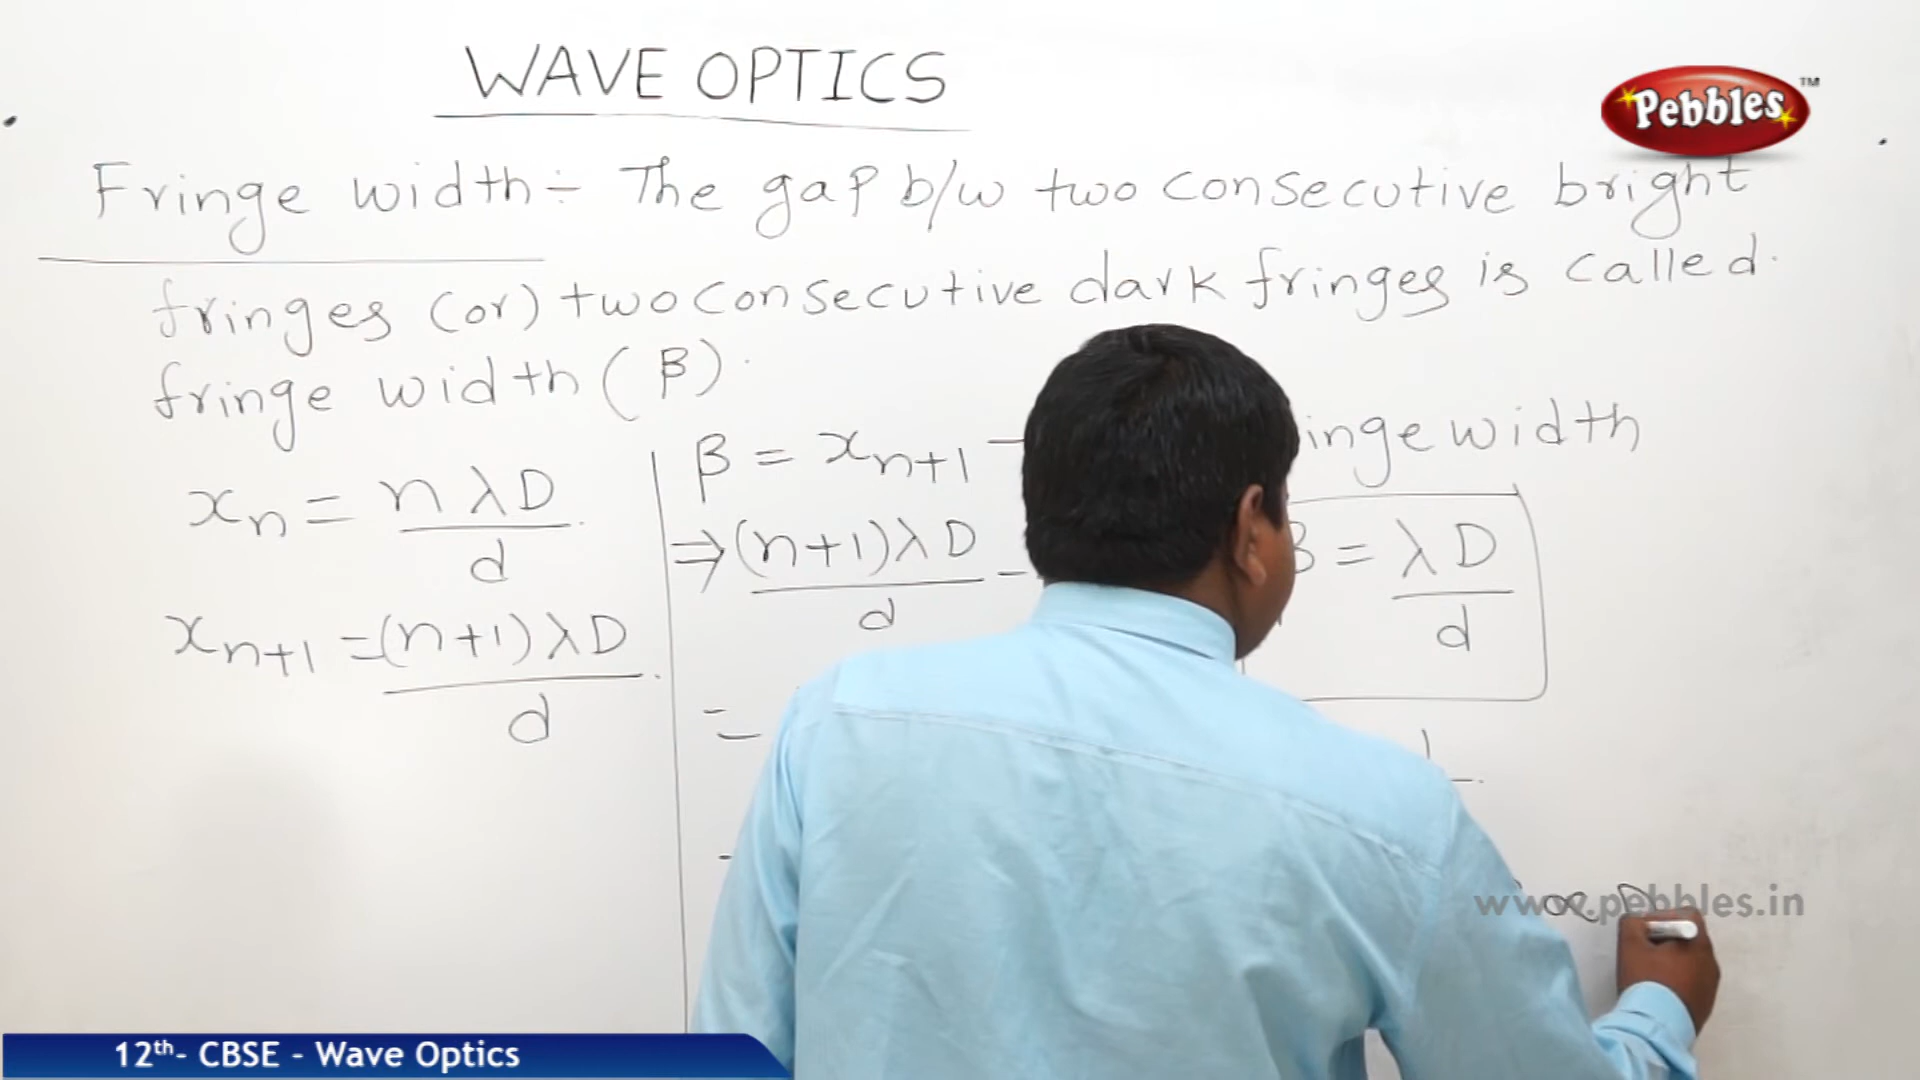 WAVE OPTICS
Pebbles™
Fringe width:- The gap b/w two consecutive bright
fringes (or) two consecutive dark fringes is called.
fringe width (β).
xₙ = nλD/d
xₙ₊₁ = (n+1)λD/d
β = xₙ₊₁ -
⇒ (n+1)λD/d -
=
inge width
β = λD/d
∝ D
www.pebbles.in
12th- CBSE - Wave Optics